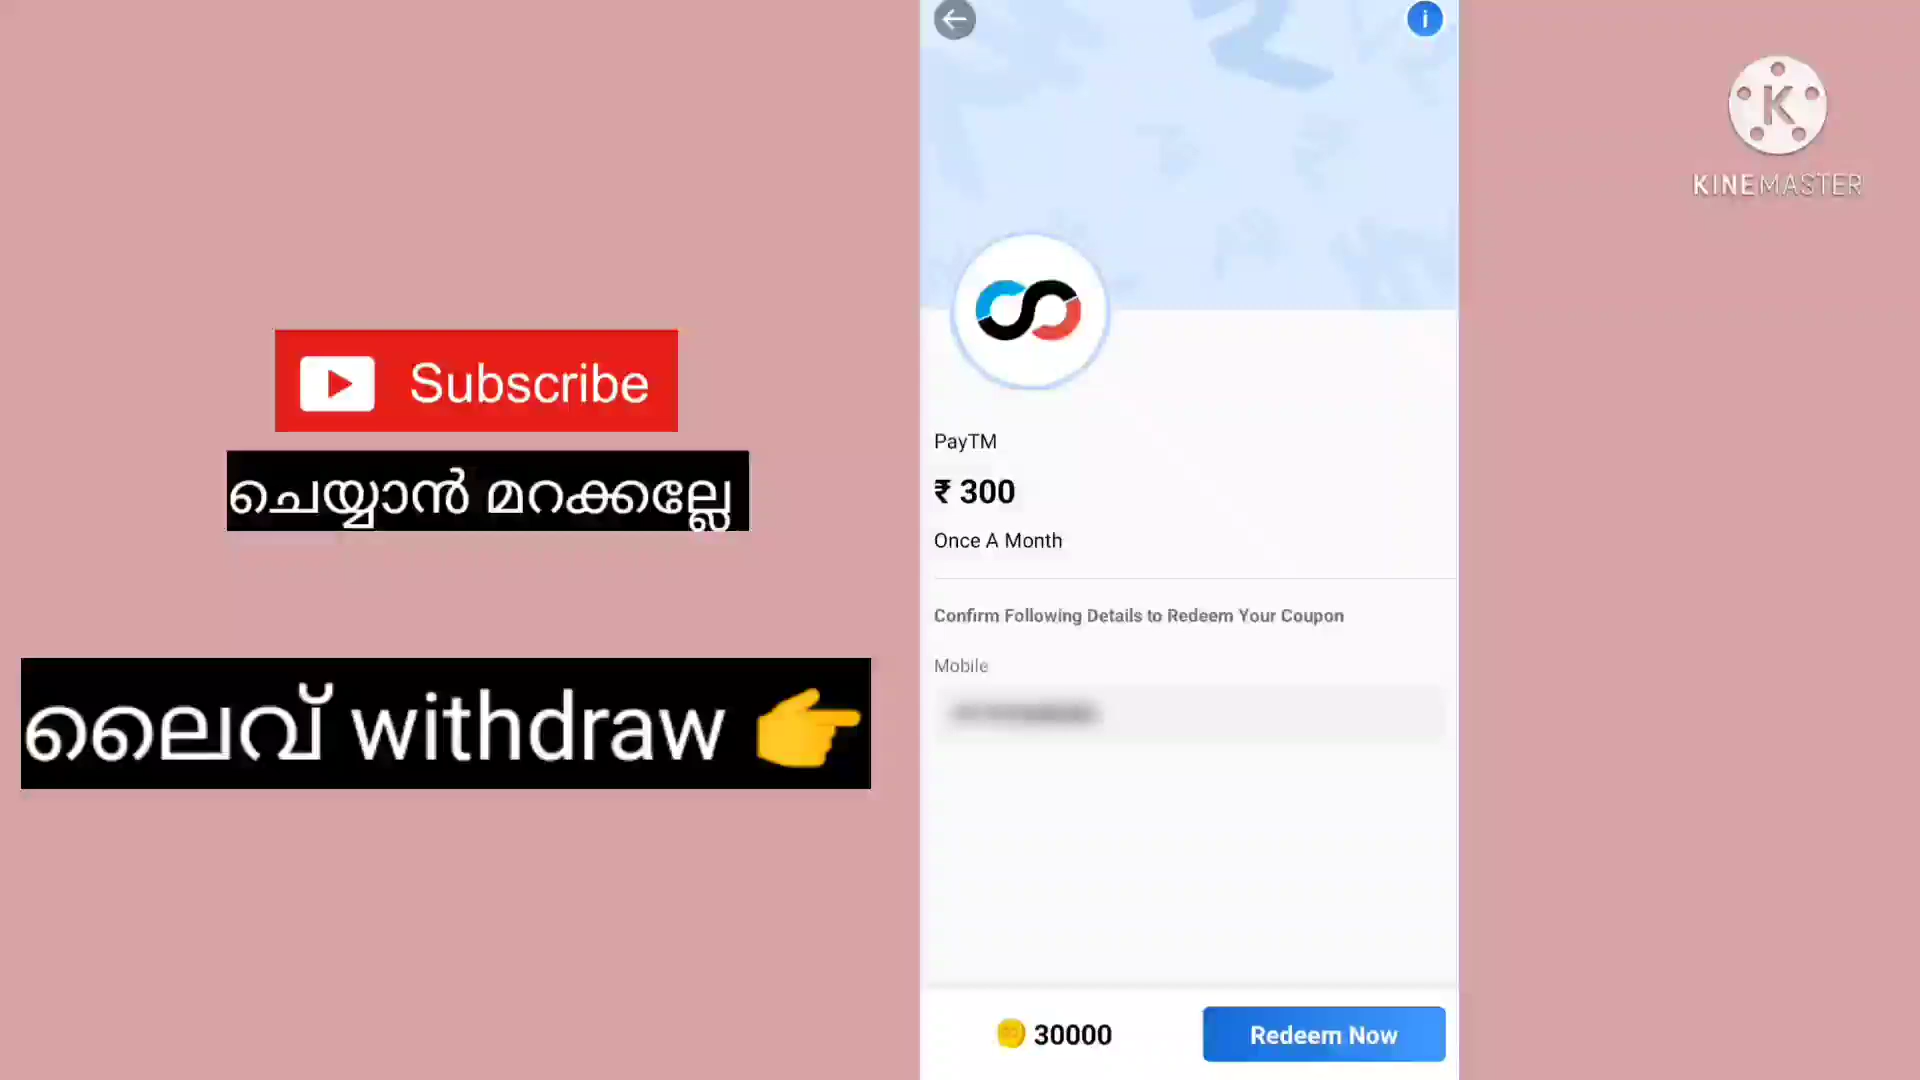 Subscribe
ചെയ്യാൻ മറക്കല്ലേ
ലൈവ് withdraw 👉
PayTM
₹ 300
Once A Month
Confirm Following Details to Redeem Your Coupon
Mobile
30000
Redeem Now
K
KINEMASTER